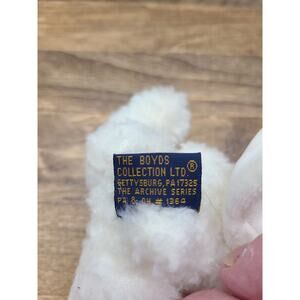 THE BOYDS
COLLECTION LTD.®
GETTYSBURG, PA 17325
THE ARCHIVE SERIES
PA & OH # 1364